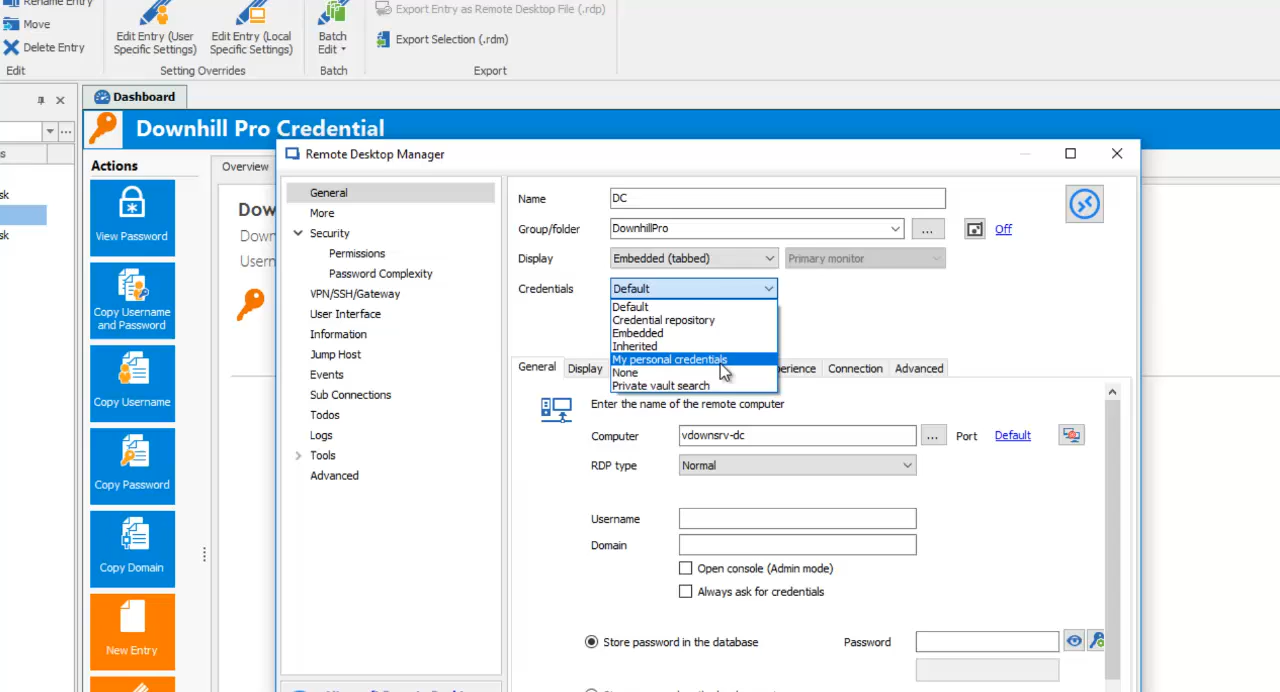 Rename Entry
Move
Delete Entry
Edit
Edit Entry (User
Specific Settings)
Edit Entry (Local
Specific Settings)
Setting Overrides
Batch
Edit
Batch
Export Entry as Remote Desktop File (.rdp)
Export Selection (.rdm)
Export
Dashboard
Downhill Pro Credential
Actions
Overview
View Password
Copy Username
and Password
Copy Username
Copy Password
Copy Domain
New Entry
Dow
Down
Usern
s
sk
sk
Remote Desktop Manager
General
More
Security
Permissions
Password Complexity
VPN/SSH/Gateway
User Interface
Information
Jump Host
Events
Sub Connections
Todos
Logs
Tools
Advanced
Name DC
Group/folder DownhillPro ... Off
Display Embedded (tabbed) Primary monitor
Credentials Default
Default
Credential repository
Embedded
Inherited
My personal credentials
None
Private vault search
General Display erience Connection Advanced
Enter the name of the remote computer
Computer vdownsrv-dc ... Port Default
RDP type Normal
Username
Domain
Open console (Admin mode)
Always ask for credentials
Store password in the database Password